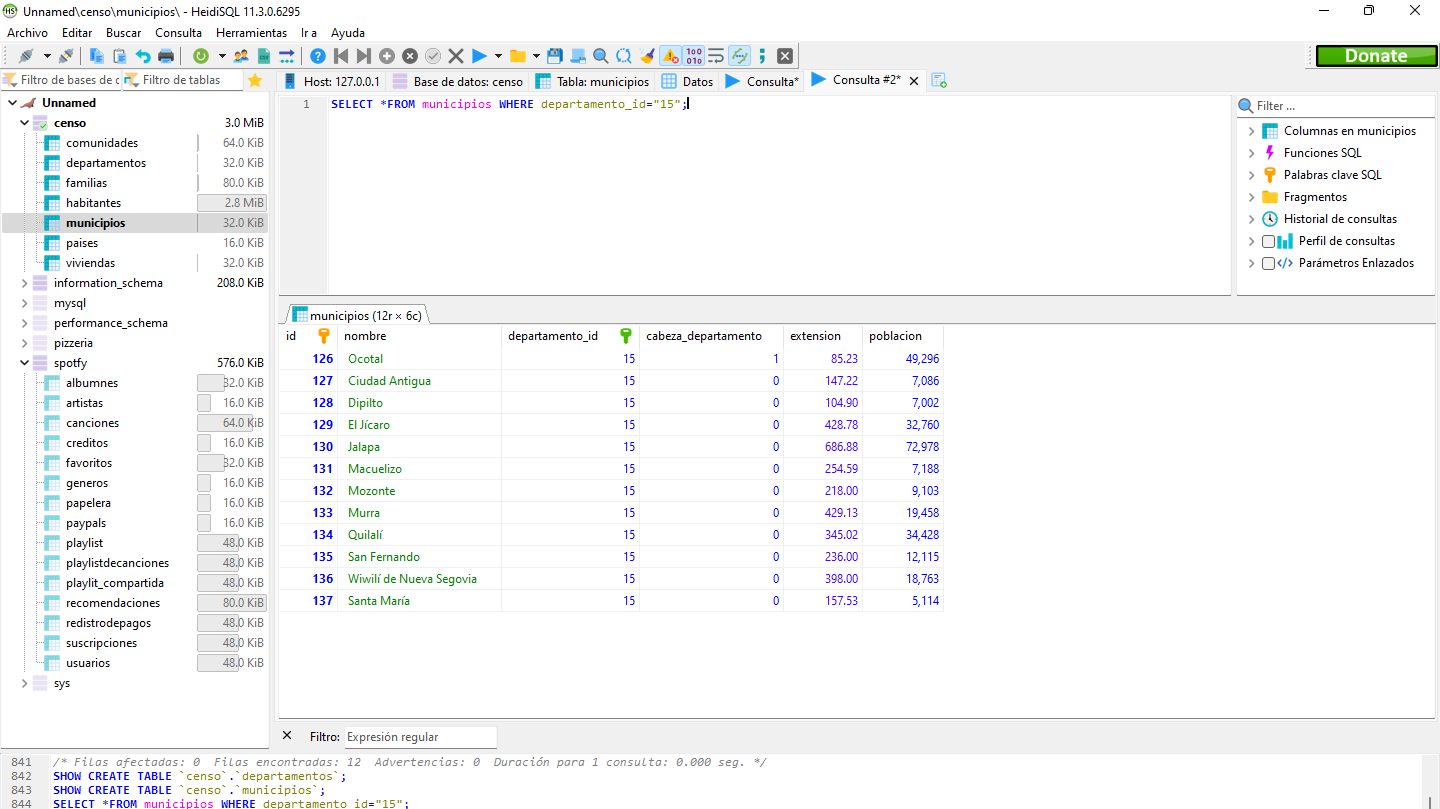 Unnamed\censo\municipios\ - HeidiSQL 11.3.0.6295
Archivo Editar Buscar Consulta Herramientas Ir a Ayuda
Donate
Filtro de bases de d Filtro de tablas
Host: 127.0.0.1 Base de datos: censo Tabla: municipios Datos Consulta* Consulta #2*
Unnamed
censo 3.0 MiB
comunidades 64.0 KiB
departamentos 32.0 KiB
familias 80.0 KiB
habitantes 2.8 MiB
municipios 32.0 KiB
paises 16.0 KiB
viviendas 32.0 KiB
information_schema 208.0 KiB
mysql
performance_schema
pizzeria
spotfy 576.0 KiB
albumnes 32.0 KiB
artistas 16.0 KiB
canciones 64.0 KiB
creditos 16.0 KiB
favoritos 32.0 KiB
generos 16.0 KiB
papelera 16.0 KiB
paypals 16.0 KiB
playlist 48.0 KiB
playlistdecanciones 48.0 KiB
playlit_compartida 48.0 KiB
recomendaciones 80.0 KiB
redistrodepagos 48.0 KiB
suscripciones 48.0 KiB
usuarios 48.0 KiB
sys
1 SELECT *FROM municipios WHERE departamento_id="15";
Filter ...
Columnas en municipios
Funciones SQL
Palabras clave SQL
Fragmentos
Historial de consultas
Perfil de consultas
Parámetros Enlazados
municipios (12r × 6c)
id nombre departamento_id cabeza_departamento extension poblacion
126 Ocotal 15 1 85.23 49,296
127 Ciudad Antigua 15 0 147.22 7,086
128 Dipilto 15 0 104.90 7,002
129 El Jícaro 15 0 428.78 32,760
130 Jalapa 15 0 686.88 72,978
131 Macuelizo 15 0 254.59 7,188
132 Mozonte 15 0 218.00 9,103
133 Murra 15 0 429.13 19,458
134 Quilalí 15 0 345.02 34,428
135 San Fernando 15 0 236.00 12,115
136 Wiwilí de Nueva Segovia 15 0 398.00 18,763
137 Santa María 15 0 157.53 5,114
Filtro: Expresión regular
841 /* Filas afectadas: 0 Filas encontradas: 12 Advertencias: 0 Duración para 1 consulta: 0.000 seg. */
842 SHOW CREATE TABLE `censo`.`departamentos`;
843 SHOW CREATE TABLE `censo`.`municipios`;
844 SELECT *FROM municipios WHERE departamento_id="15";